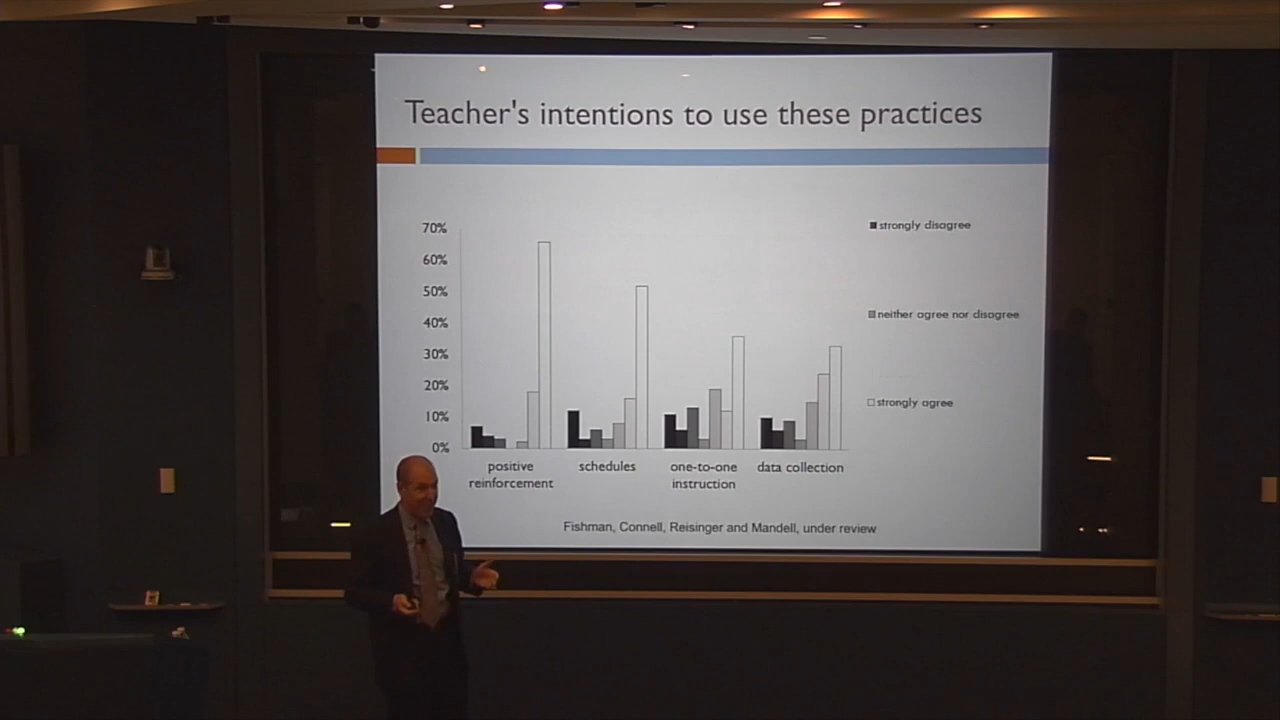 Teacher's intentions to use these practices
70%
60%
50%
40%
30%
20%
10%
0%
positive
reinforcement
schedules
one-to-one
instruction
data collection
strongly disagree
neither agree nor disagree
strongly agree
Fishman, Connell, Reisinger and Mandell, under review